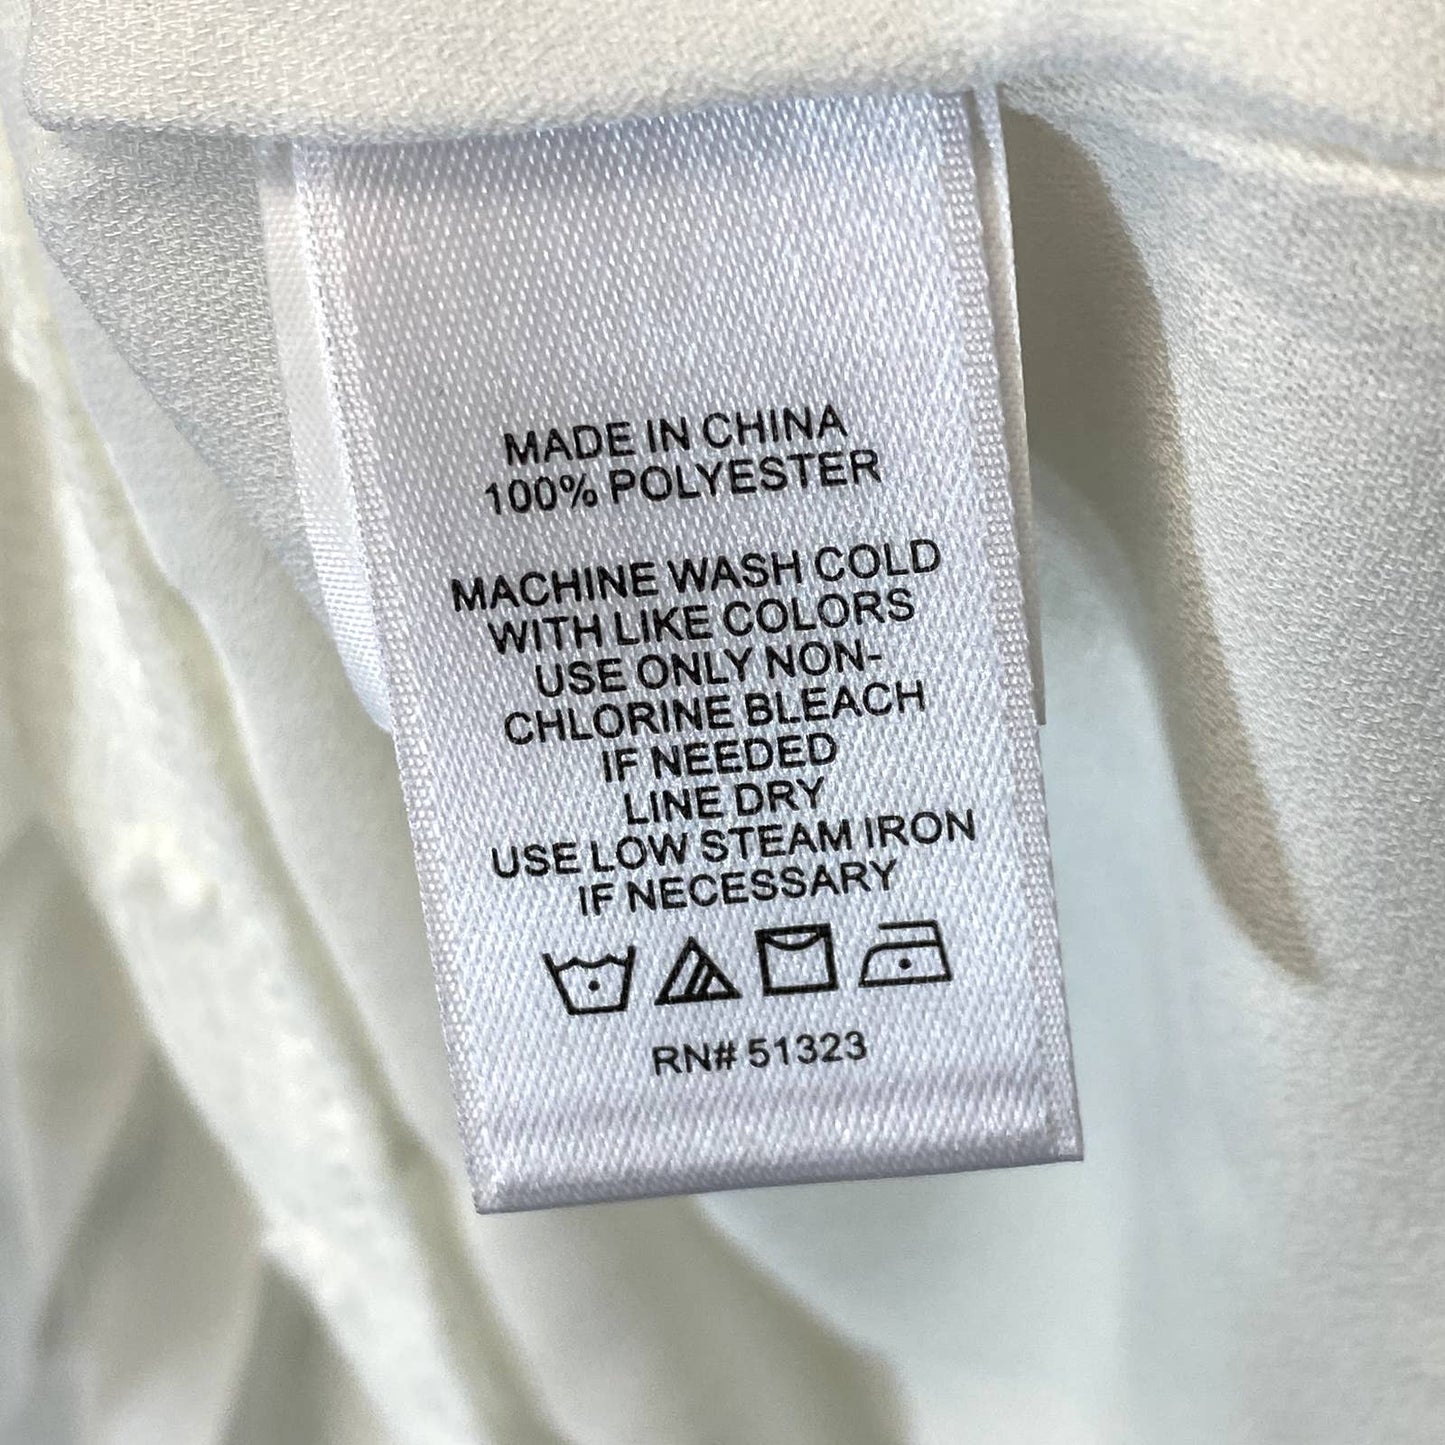 MADE IN CHINA
100% POLYESTER
MACHINE WASH COLD
WITH LIKE COLORS
USE ONLY NON-
CHLORINE BLEACH
IF NEEDED
LINE DRY
USE LOW STEAM IRON
IF NECESSARY
RN# 51323